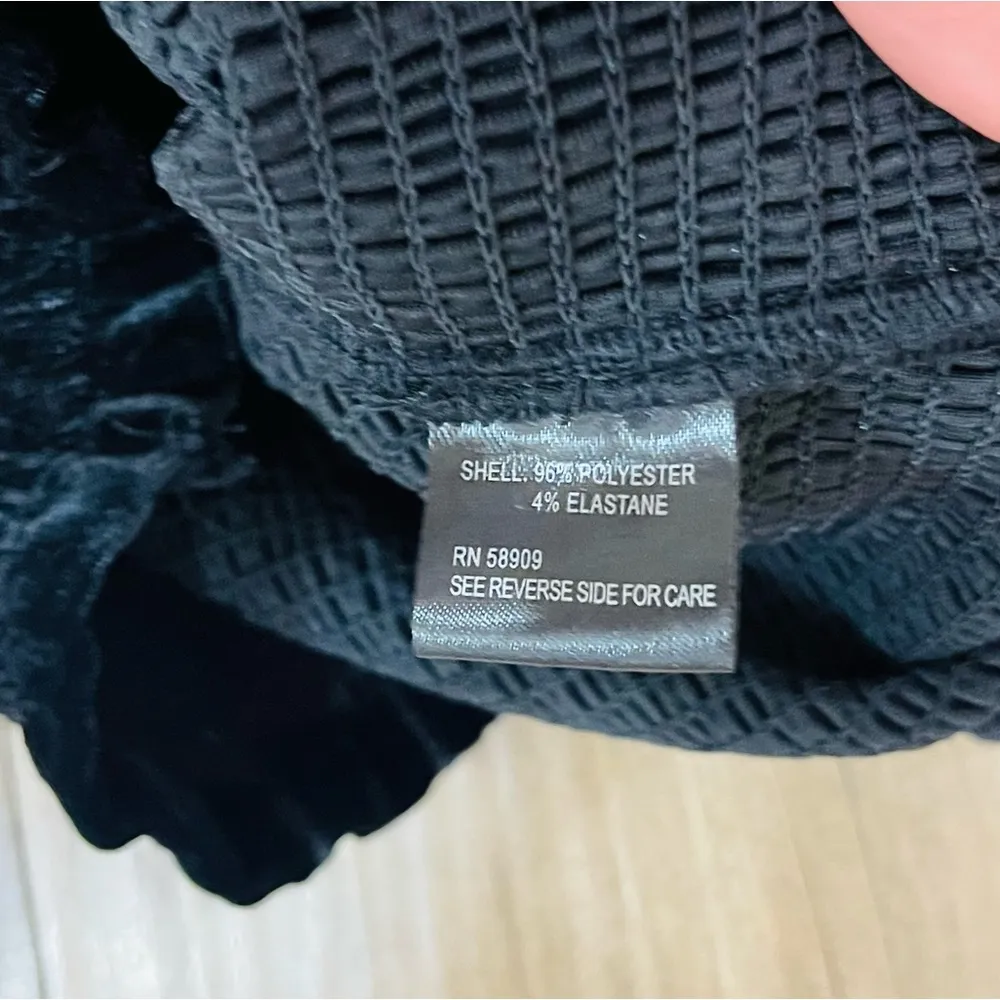 SHELL: 96% POLYESTER
4% ELASTANE
RN 58909
SEE REVERSE SIDE FOR CARE